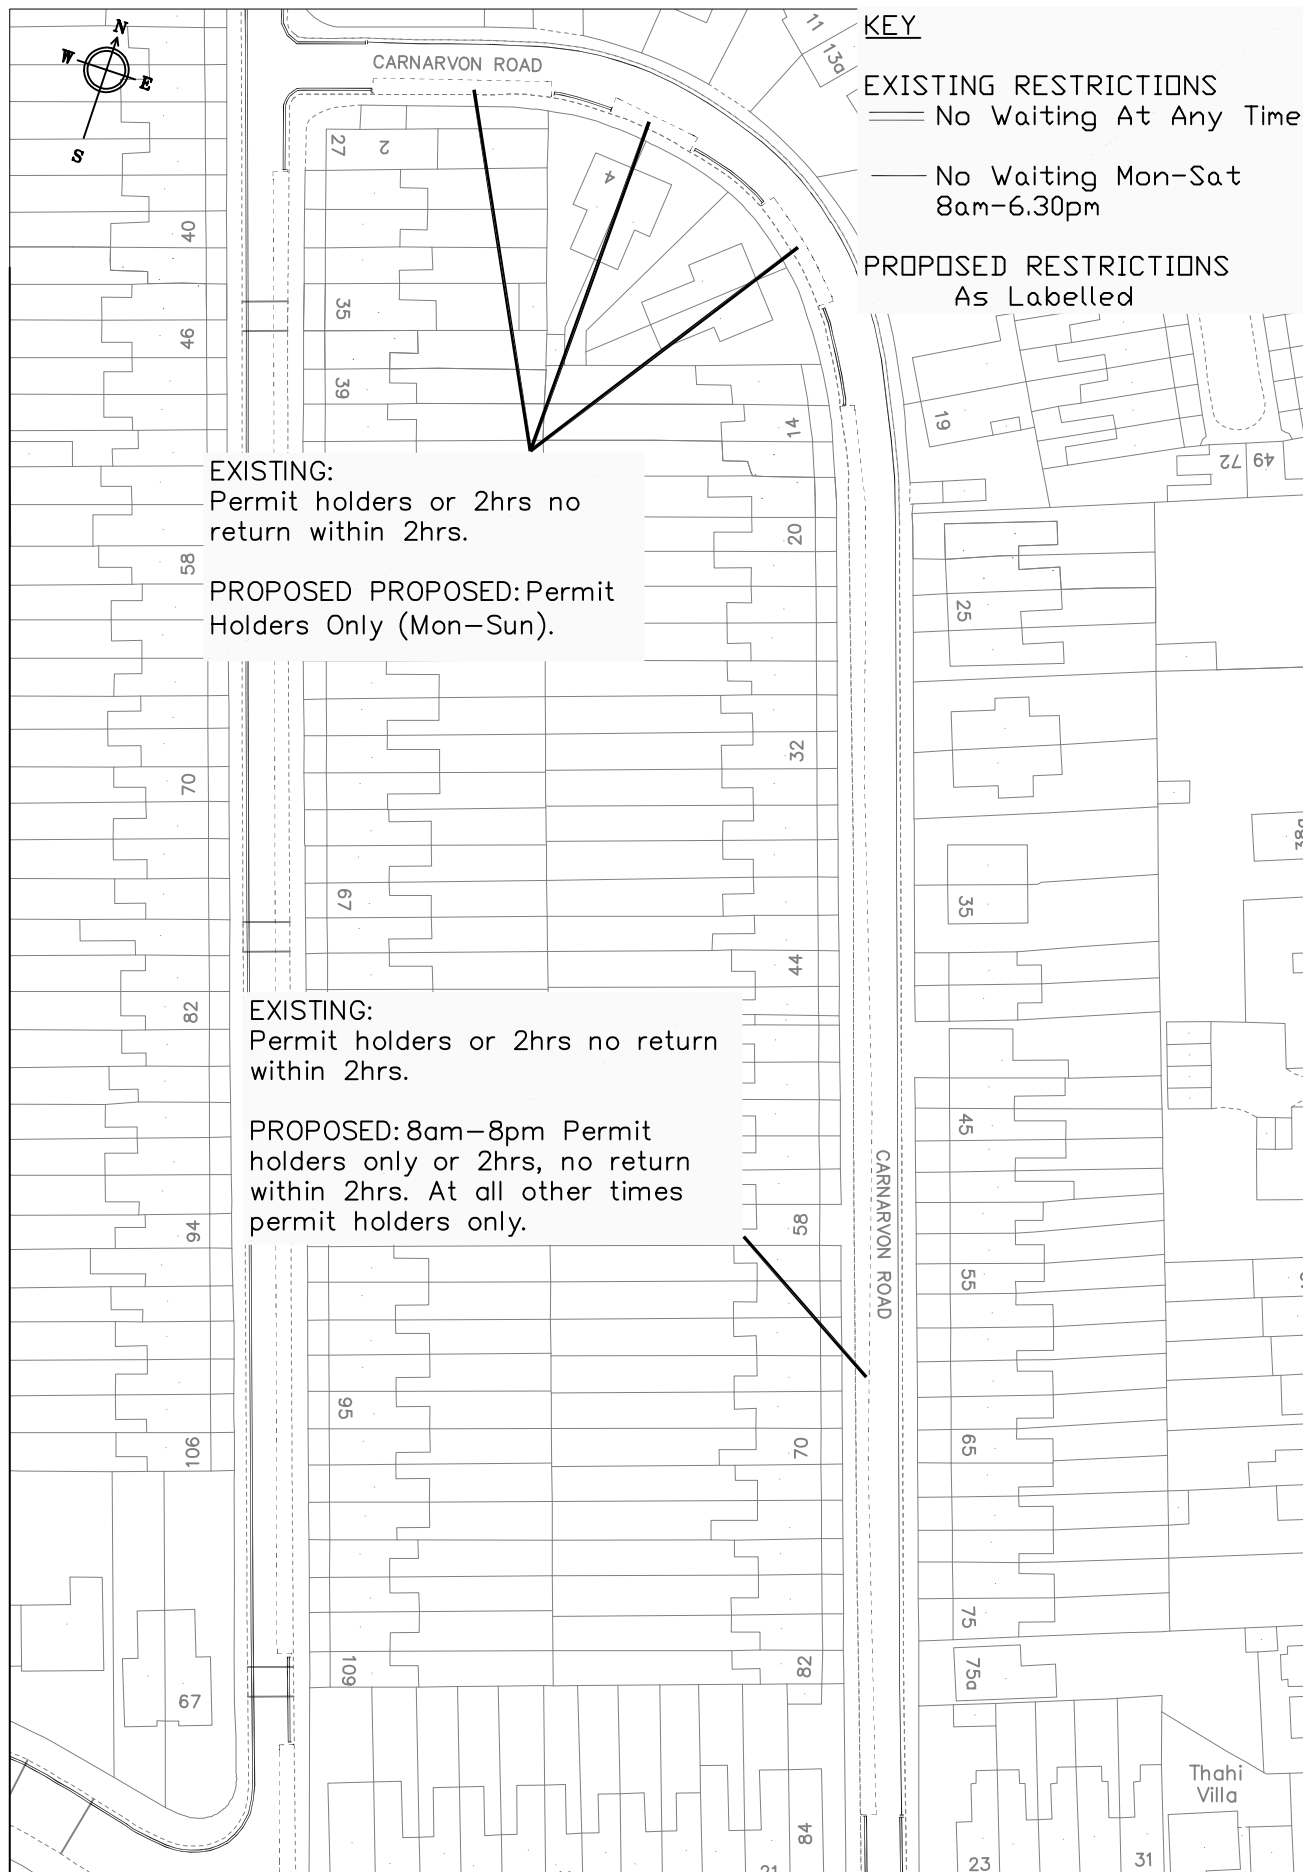 N
W
E
S
CARNARVON ROAD
11
13a
KEY
EXISTING RESTRICTIONS
No Waiting At Any Time
No Waiting Mon-Sat
8am-6.30pm
PROPOSED RESTRICTIONS
As Labelled
27
2
4
40
35
46
39
14
19
72
49
EXISTING:
Permit holders or 2hrs no
return within 2hrs.
PROPOSED PROPOSED: Permit
Holders Only (Mon-Sun).
20
58
25
32
70
67
35
44
82
EXISTING:
Permit holders or 2hrs no return
within 2hrs.
PROPOSED: 8am-8pm Permit
holders only or 2hrs, no return
within 2hrs. At all other times
permit holders only.
45
CARNARVON ROAD
94
58
55
95
106
70
65
75
109
82
75a
67
Thahi
Villa
84
23
31